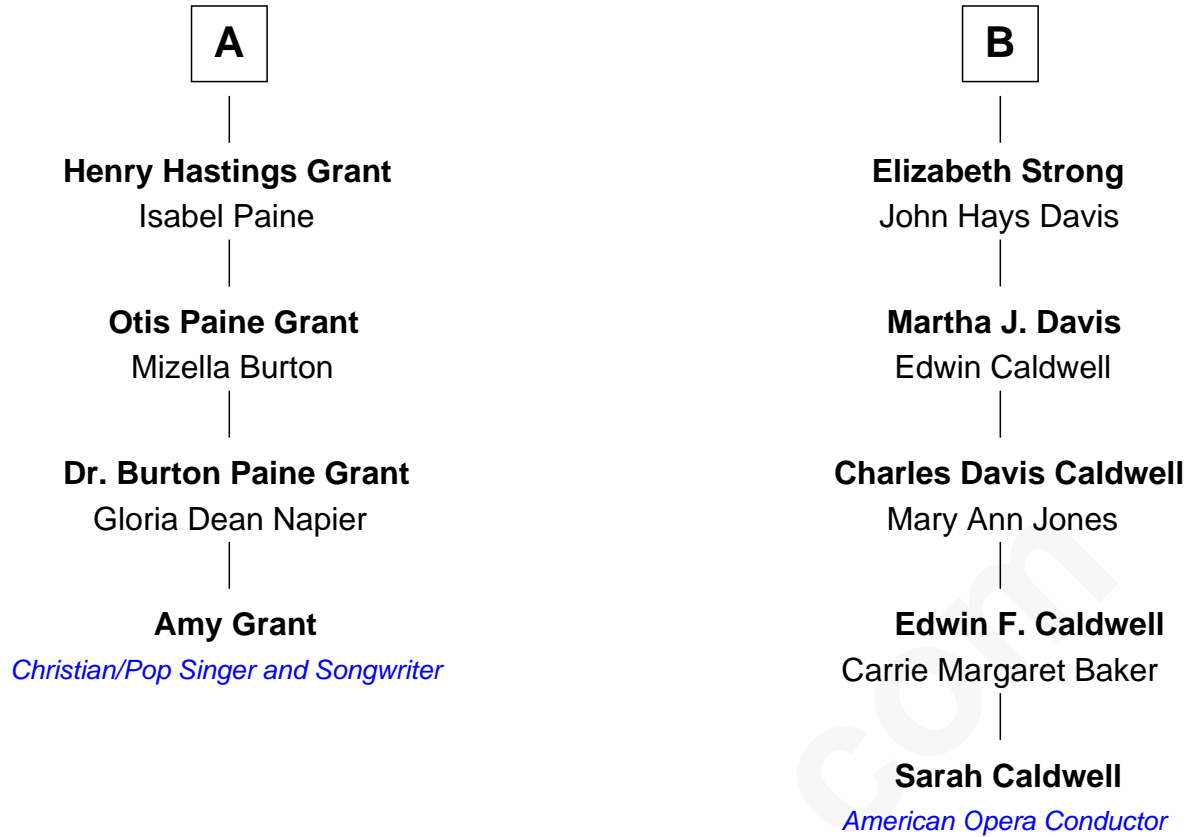 A
Henry Hastings Grant
Isabel Paine
Otis Paine Grant
Mizella Burton
Dr. Burton Paine Grant
Gloria Dean Napier
Amy Grant
Christian/Pop Singer and Songwriter
B
Elizabeth Strong
John Hays Davis
Martha J. Davis
Edwin Caldwell
Charles Davis Caldwell
Mary Ann Jones
Edwin F. Caldwell
Carrie Margaret Baker
Sarah Caldwell
American Opera Conductor
com